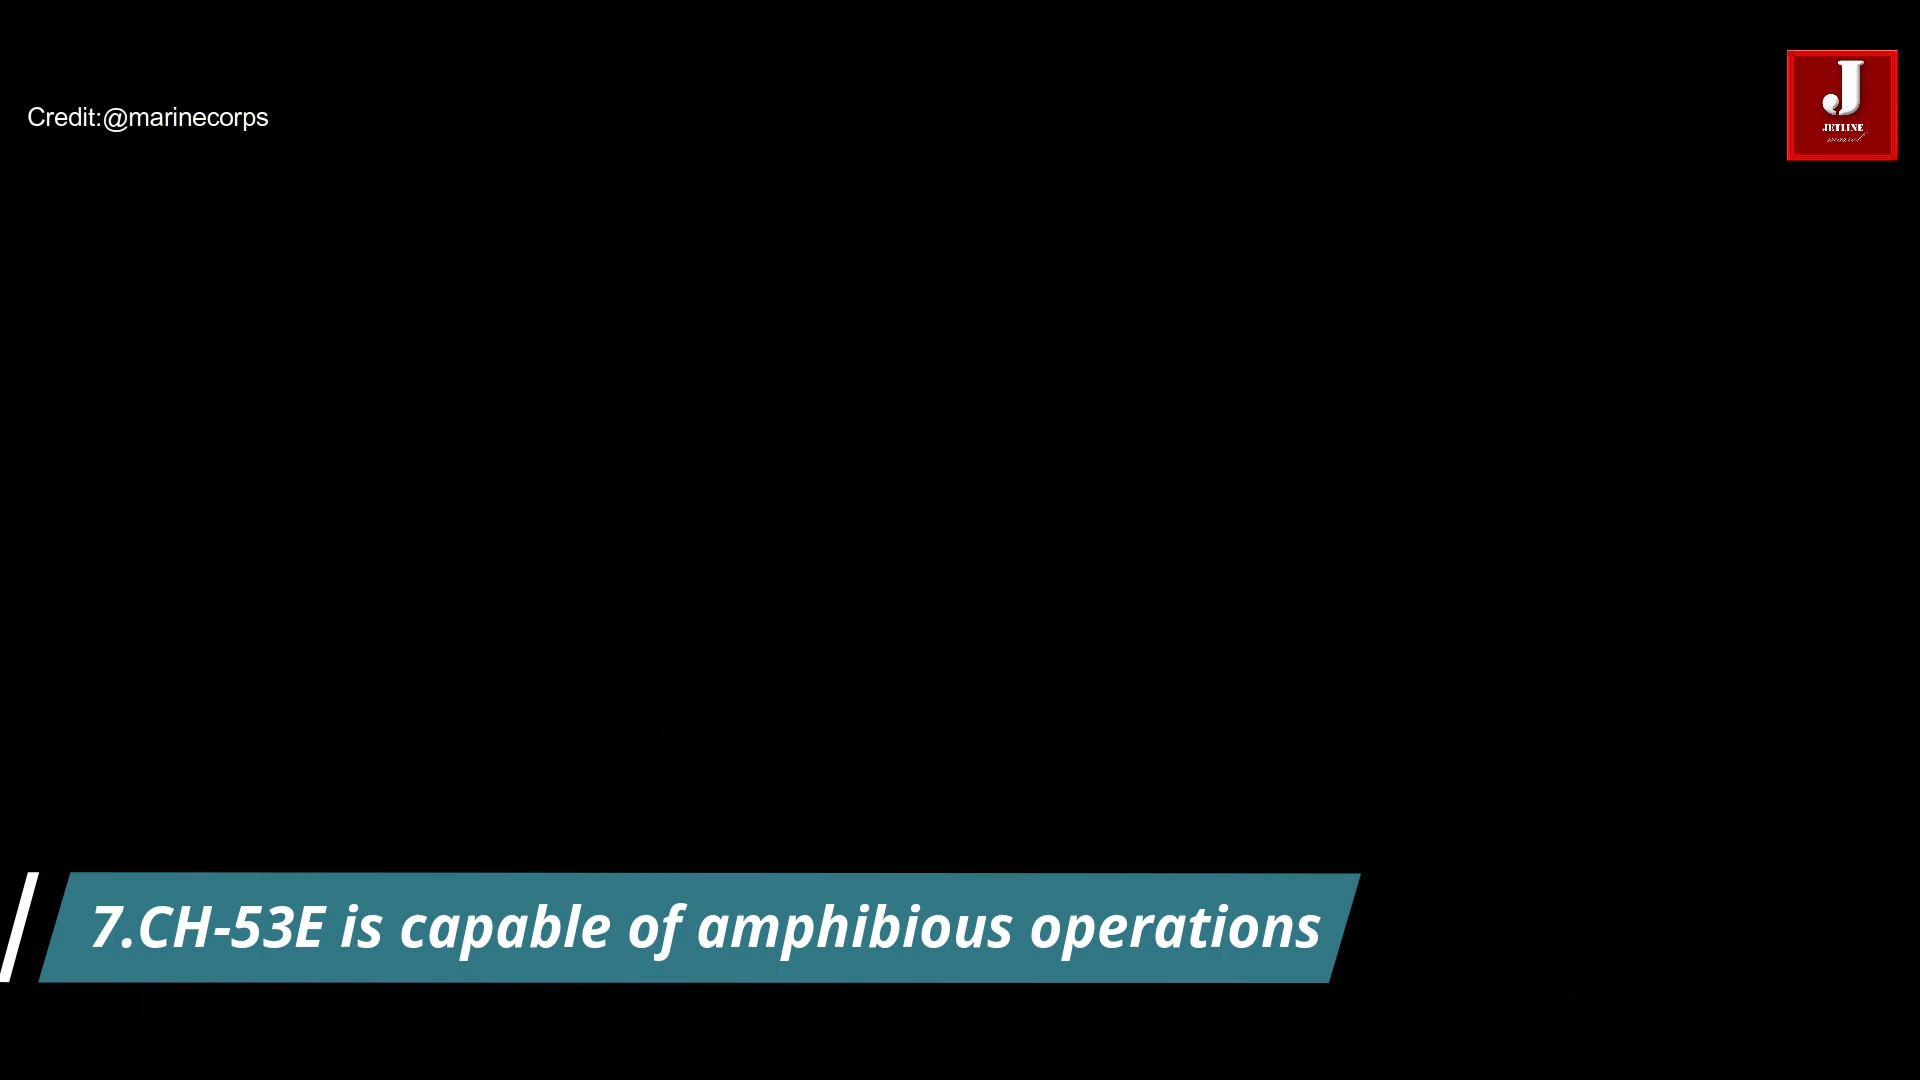 Credit:@marinecorps
J
JETLINE
7.CH-53E is capable of amphibious operations